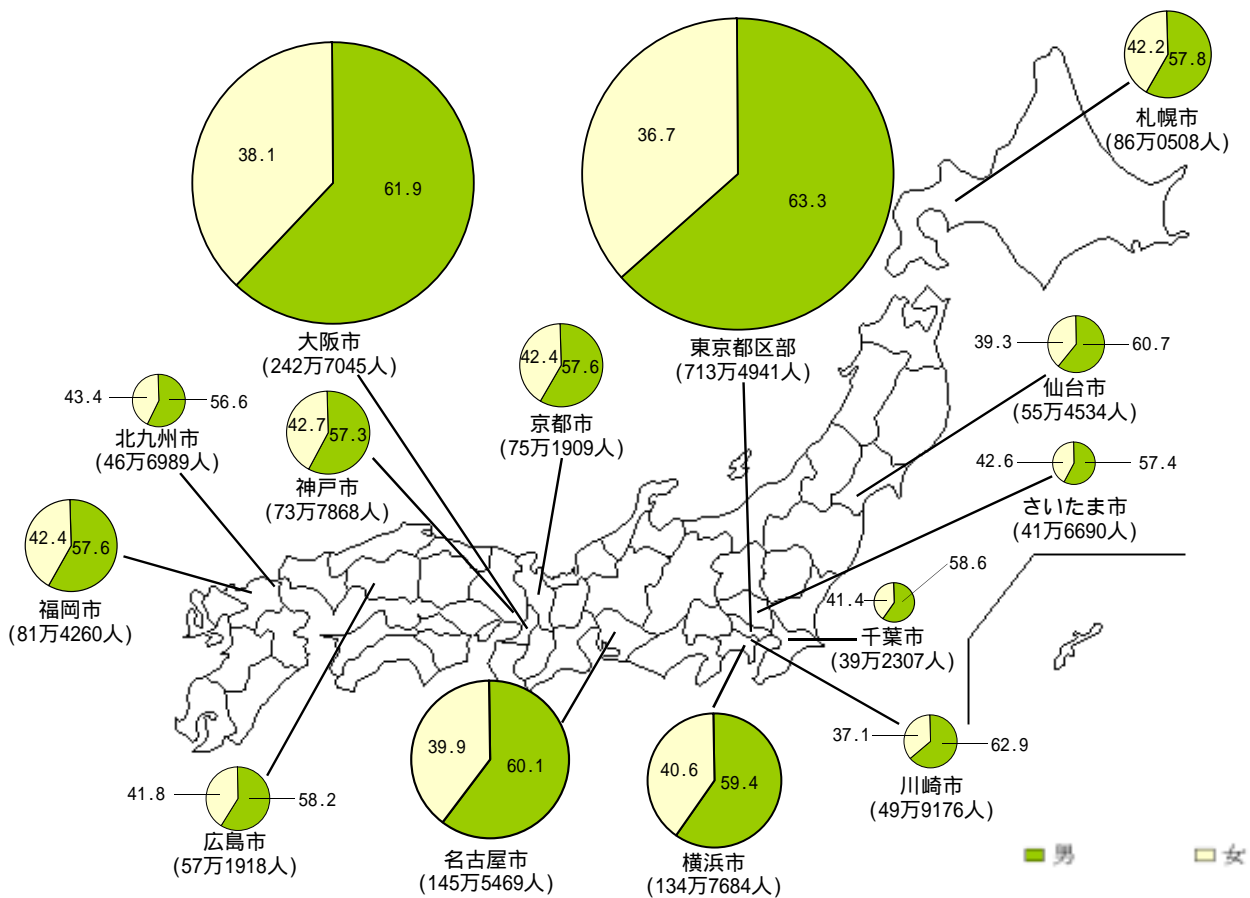 42.2
57.8
札幌市
(86万0508人)
38.1
61.9
大阪市
(242万7045人)
36.7
63.3
東京都区部
(713万4941人)
39.3
60.7
仙台市
(55万4534人)
42.4
57.6
京都市
(75万1909人)
43.4
56.6
北九州市
(46万6989人)
42.7
57.3
神戸市
(73万7868人)
42.6
57.4
さいたま市
(41万6690人)
42.4
57.6
福岡市
(81万4260人)
58.6
41.4
千葉市
(39万2307人)
37.1
62.9
川崎市
(49万9176人)
41.8
58.2
広島市
(57万1918人)
39.9
60.1
名古屋市
(145万5469人)
40.6
59.4
横浜市
(134万7684人)
男
女